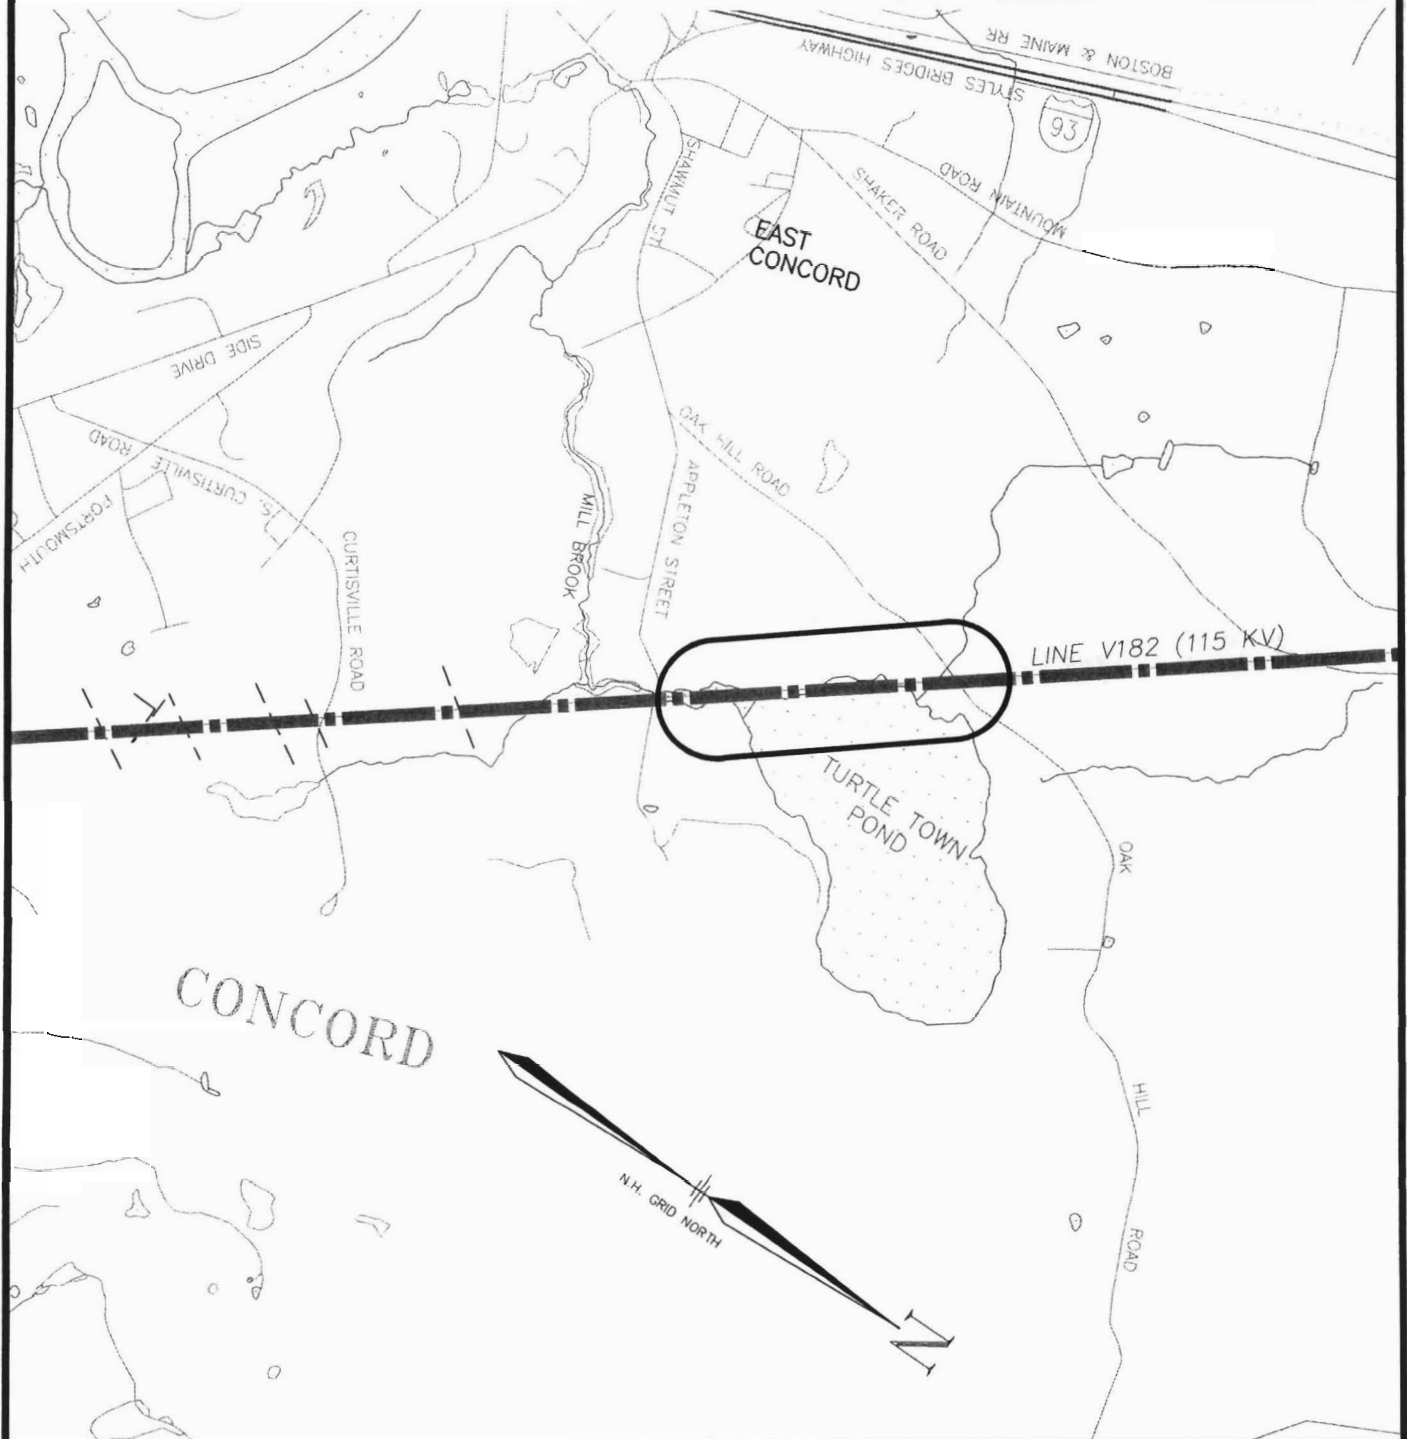 BOSTON & MAINE RR
STYLES BRIDGES HIGHWAY
93
MOUNTAIN ROAD
SHAKER ROAD
SHAWMUT ST.
EAST
CONCORD
SIDE DRIVE
OAK HILL ROAD
S. CURTISVILLE ROAD
PORTSMOUTH
APPLETON STREET
MILL BROOK
CURTISVILLE ROAD
LINE V182 (115 KV)
TURTLE TOWN
POND
OAK HILL ROAD
CONCORD
N.H. GRID NORTH
N